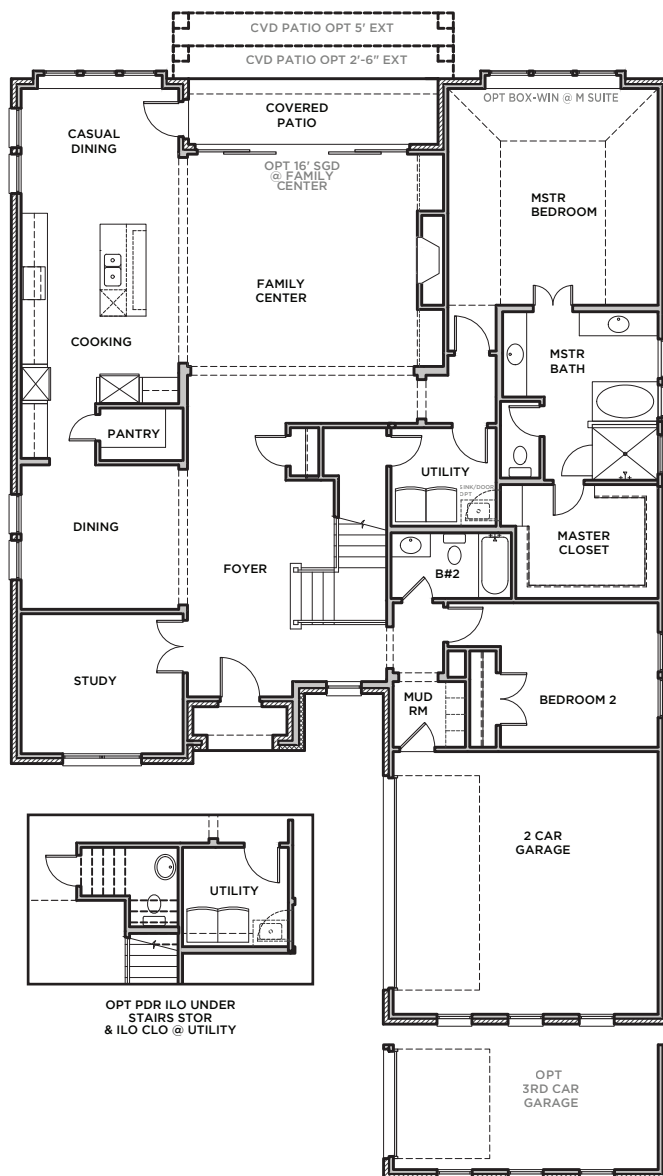 CVD PATIO OPT 5' EXT
CVD PATIO OPT 2'-6" EXT
OPT BOX-WIN @ M SUITE
COVERED
PATIO
CASUAL
DINING
OPT 16' SGD
@ FAMILY
CENTER
MSTR
BEDROOM
FAMILY
CENTER
COOKING
MSTR
BATH
PANTRY
UTILITY
SINK/DOOR
OPT
DINING
FOYER
MASTER
CLOSET
B#2
STUDY
MUD
RM
BEDROOM 2
2 CAR
GARAGE
UTILITY
OPT PDR ILO UNDER
STAIRS STOR
& ILO CLO @ UTILITY
OPT
3RD CAR
GARAGE